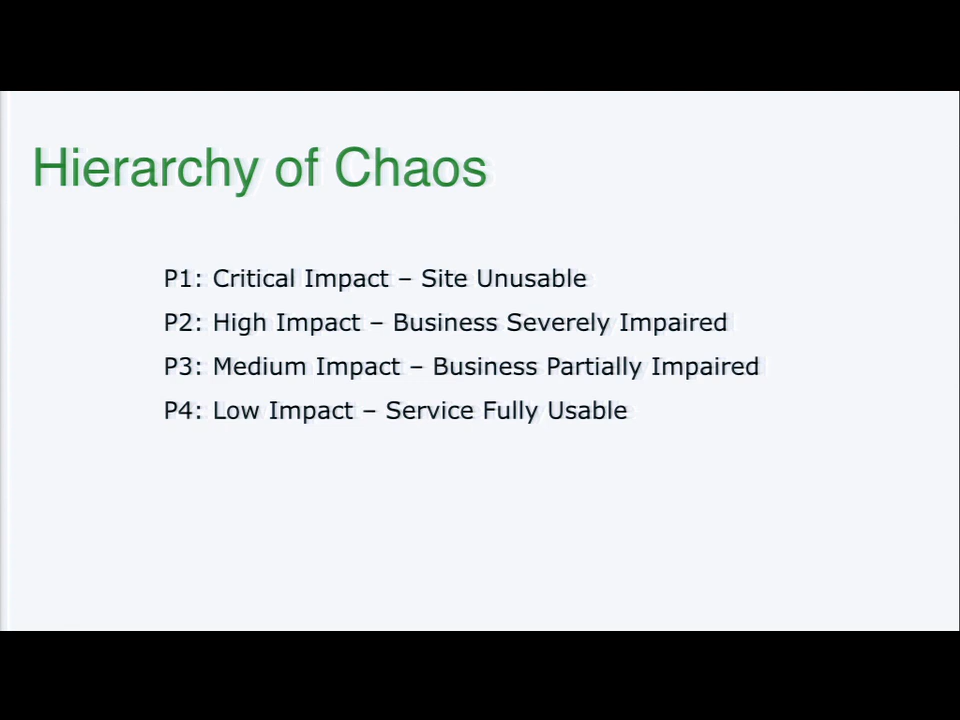 Hierarchy of Chaos
P1: Critical Impact – Site Unusable
P2: High Impact – Business Severely Impaired
P3: Medium Impact – Business Partially Impaired
P4: Low Impact – Service Fully Usable